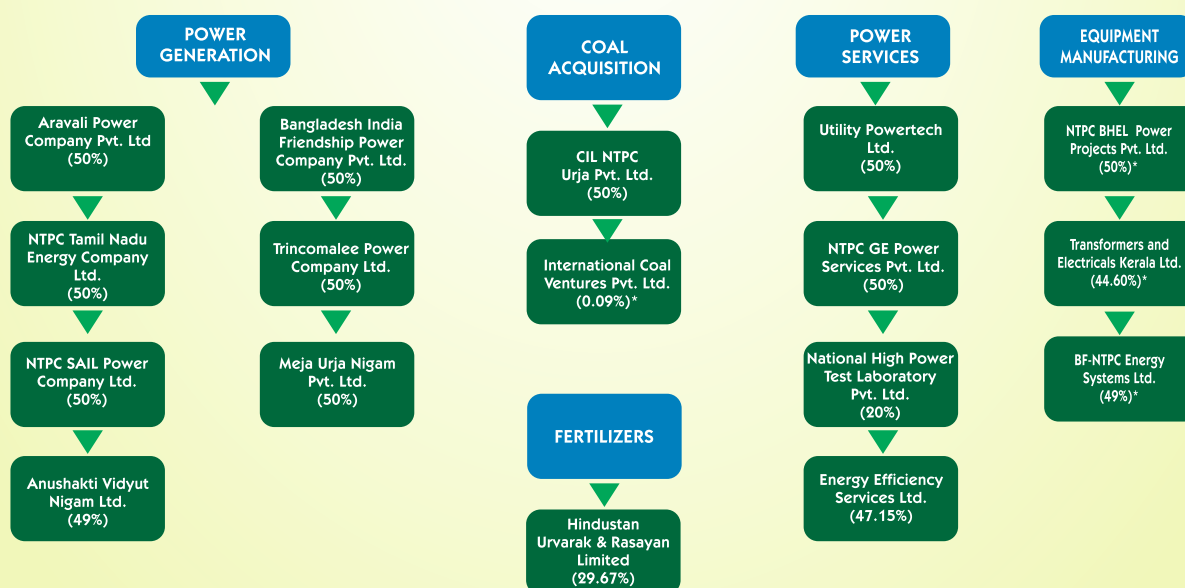 POWER
GENERATION
Aravali Power
Company Pvt. Ltd
(50%)
NTPC Tamil Nadu
Energy Company
Ltd.
(50%)
NTPC SAIL Power
Company Ltd.
(50%)
Anushakti Vidyut
Nigam Ltd.
(49%)
Bangladesh India
Friendship Power
Company Pvt. Ltd.
(50%)
Trincomalee Power
Company Ltd.
(50%)
Meja Urja Nigam
Pvt. Ltd.
(50%)
COAL
ACQUISITION
CIL NTPC
Urja Pvt. Ltd.
(50%)
International Coal
Ventures Pvt. Ltd.
(0.09%)*
FERTILIZERS
Hindustan
Urvarak & Rasayan
Limited
(29.67%)
POWER
SERVICES
Utility Powertech
Ltd.
(50%)
NTPC GE Power
Services Pvt. Ltd.
(50%)
National High Power
Test Laboratory
Pvt. Ltd.
(20%)
Energy Efficiency
Services Ltd.
(47.15%)
EQUIPMENT
MANUFACTURING
NTPC BHEL Power
Projects Pvt. Ltd.
(50%)*
Transformers and
Electricals Kerala Ltd.
(44.60%)*
BF-NTPC Energy
Systems Ltd.
(49%)*